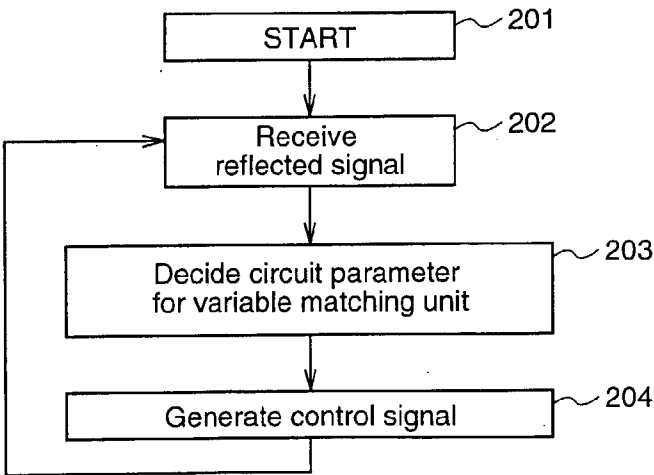 START
201
Receive
reflected signal
202
Decide circuit parameter
for variable matching unit
203
Generate control signal
204